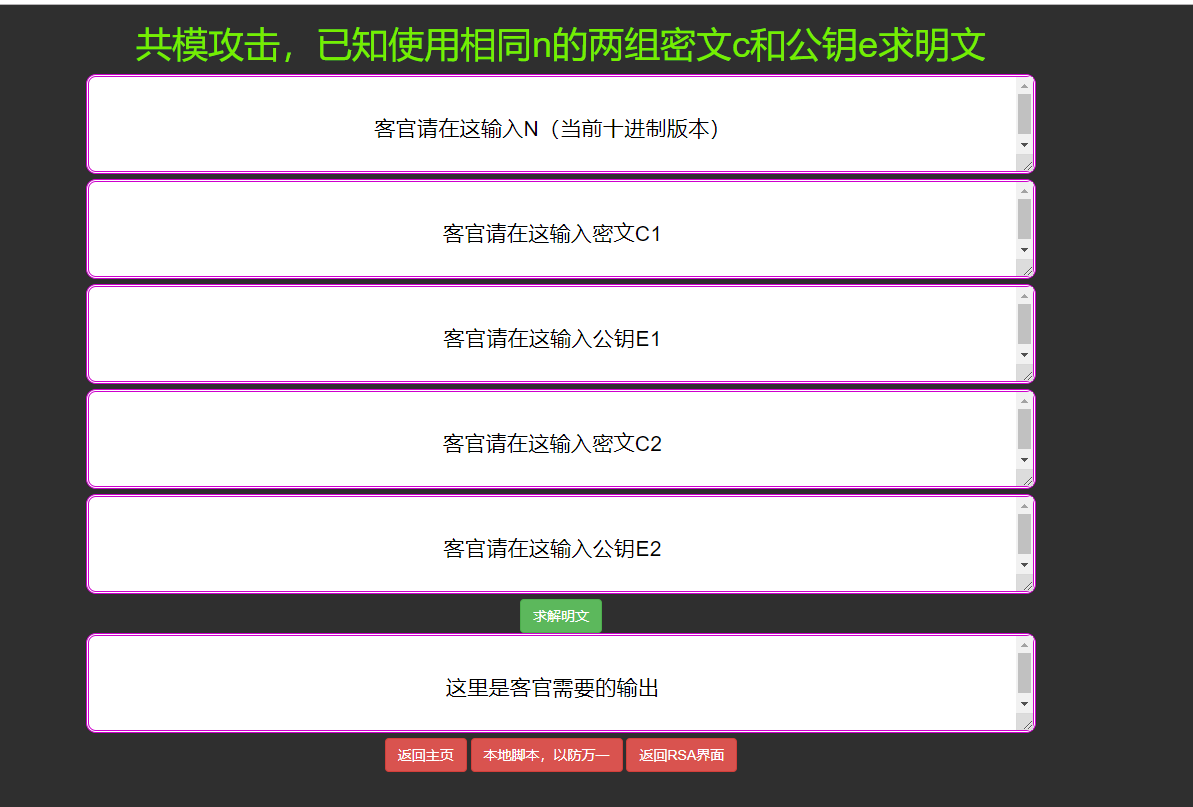 共模攻击，已知使用相同n的两组密文c和公钥e求明文
客官请在这输入N（当前十进制版本）
客官请在这输入密文C1
客官请在这输入公钥E1
客官请在这输入密文C2
客官请在这输入公钥E2
求解明文
这里是客官需要的输出
返回主页 本地脚本，以防万一 返回RSA界面